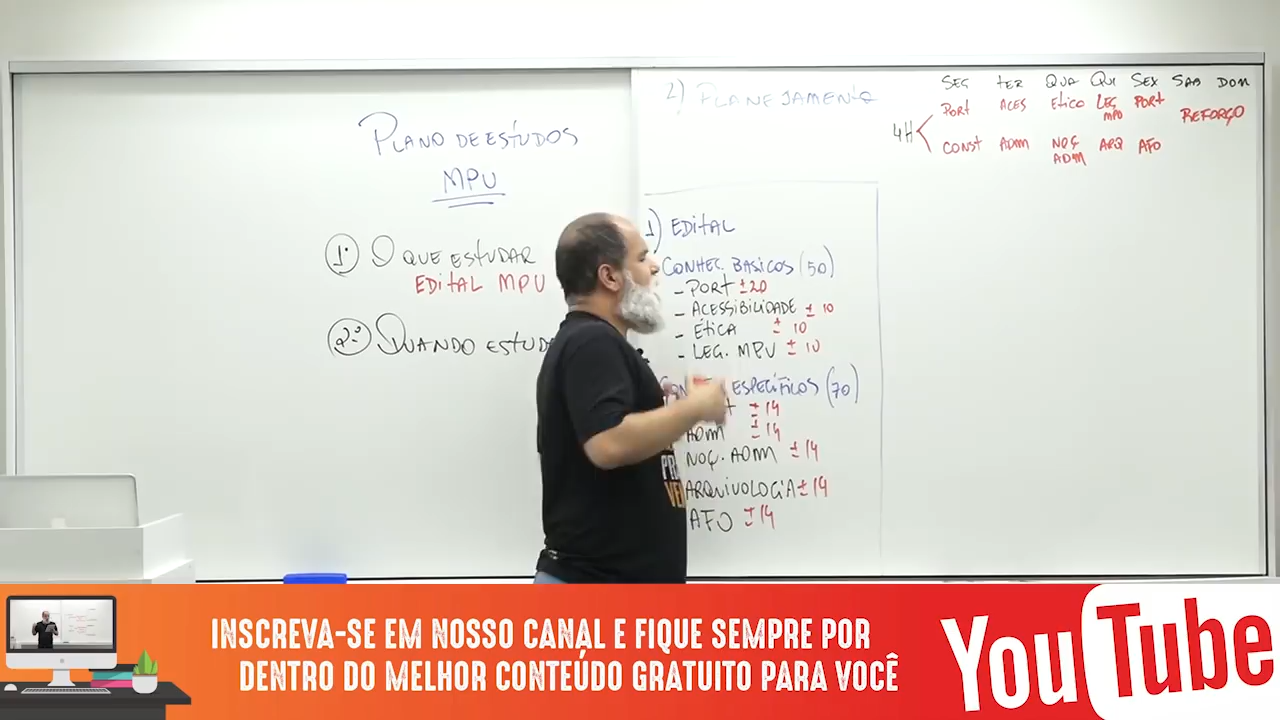 PLANO DE ESTUDOS
MPU
1º O QUE ESTUDAR
EDITAL MPU
2º QUANDO
2) PLANEJAMENTO
1) EDITAL
CONHEC. BÁSICOS (50)
- PORT ±20
- ACESSIBILIDADE ±10
- ÉTICA ±10
- LEG. MPU ±10
ESPECÍFICOS (70)
±14
ADM ±14
NOÇ. ADM ±14
ARQUIVOLOGIA ±14
AFO ±14
SEG TER QUA QUI SEX SAB DOM
4H
PORT ACES ETICO LEG MPU PORT REFORÇO
CONST ADM NOÇ ADM ARQ AFO
INSCREVA-SE EM NOSSO CANAL E FIQUE SEMPRE POR
DENTRO DO MELHOR CONTEÚDO GRATUITO PARA VOCÊ
YouTube